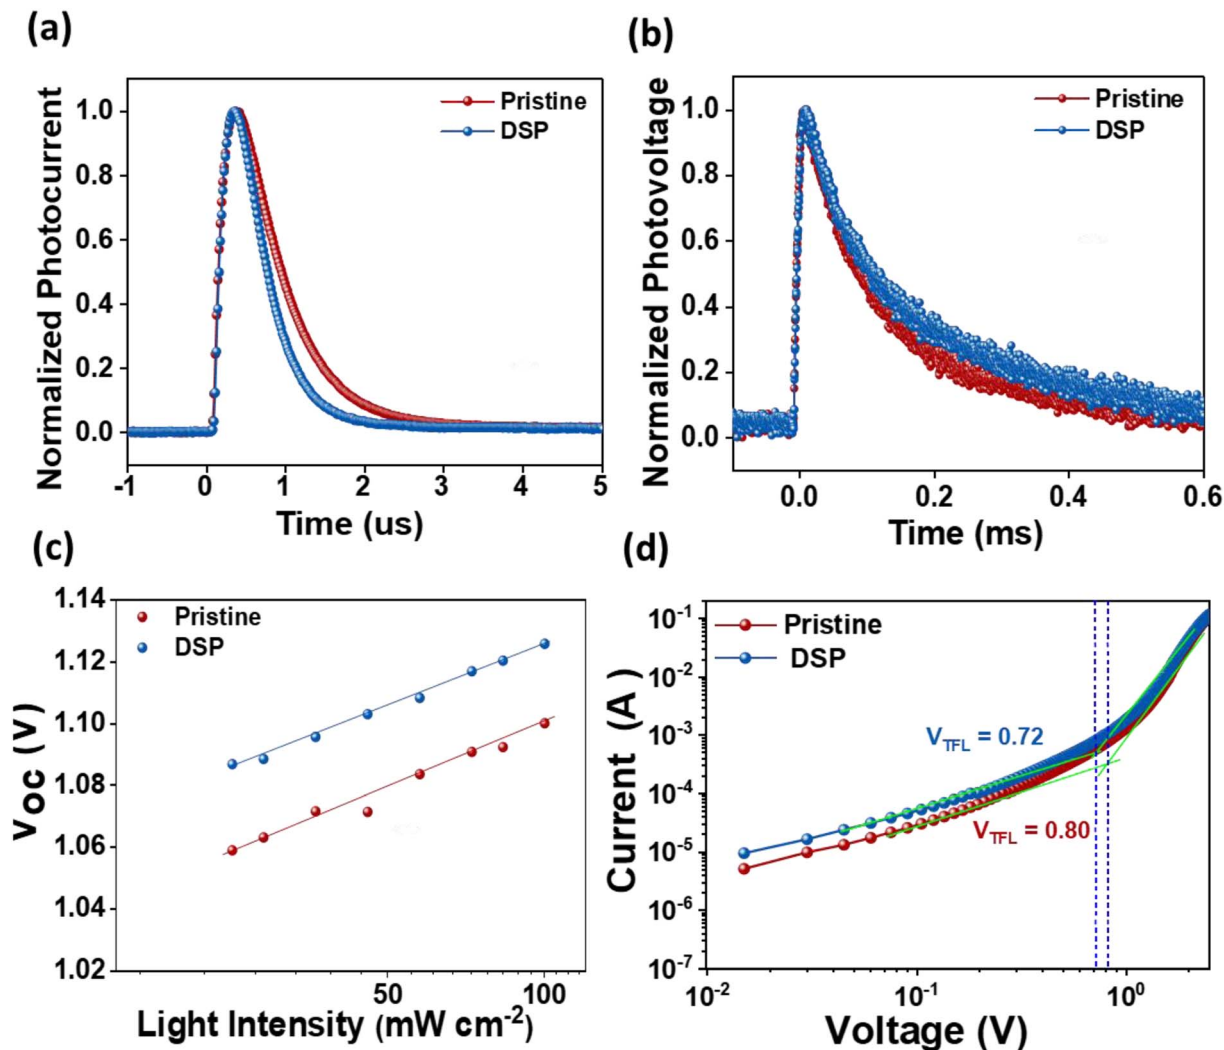 (a)
Normalized Photocurrent
1.0
0.8
0.6
0.4
0.2
0.0
Pristine
DSP
-1 0 1 2 3 4 5
Time (us)
(b)
Normalized Photovoltage
1.0
0.8
0.6
0.4
0.2
0.0
Pristine
DSP
0.0 0.2 0.4 0.6
Time (ms)
(c)
Voc (V)
1.14
1.12
1.10
1.08
1.06
1.04
1.02
Pristine
DSP
50 100
Light Intensity (mW cm⁻²)
(d)
Current (A)
10⁻¹
10⁻²
10⁻³
10⁻⁴
10⁻⁵
10⁻⁶
10⁻⁷
Pristine
DSP
V_TFL = 0.72
V_TFL = 0.80
10⁻² 10⁻¹ 10⁰
Voltage (V)